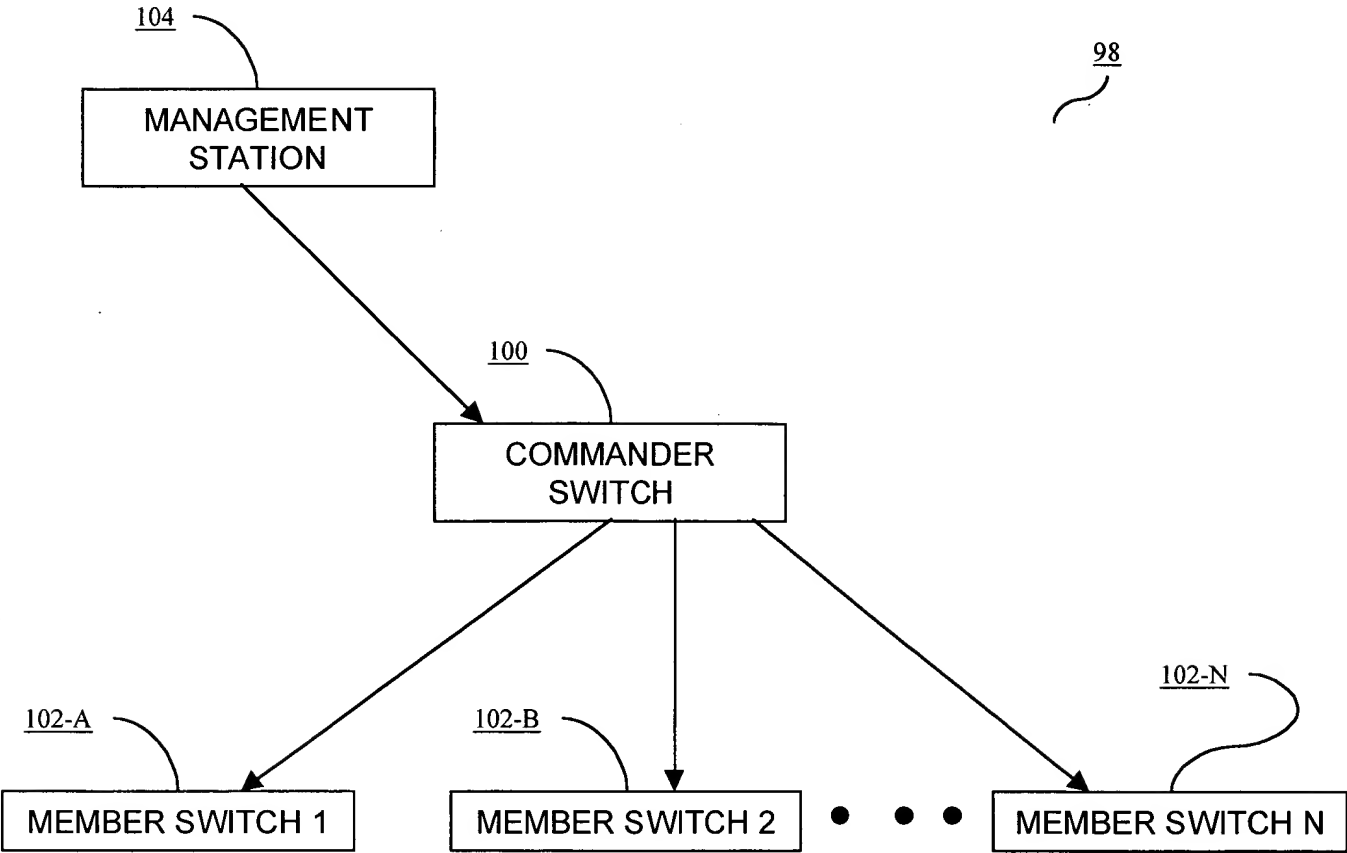 104
98
MANAGEMENT
STATION
100
COMMANDER
SWITCH
102-N
102-A
102-B
MEMBER SWITCH 1
MEMBER SWITCH 2
MEMBER SWITCH N